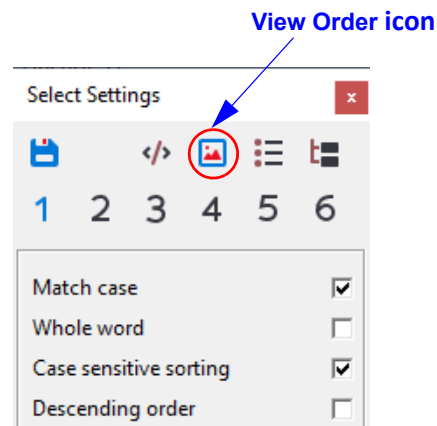 View Order icon
Select Settings
x
</>
1 2 3 4 5 6
Match case
Whole word
Case sensitive sorting
Descending order